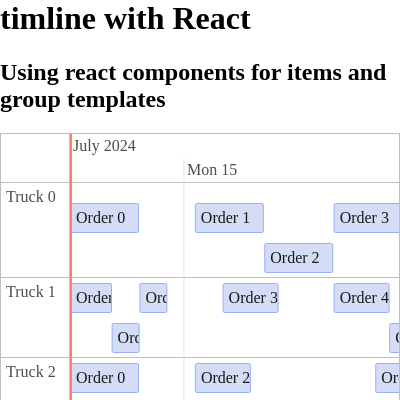 timline with React
Using react components for items and
group templates
July 2024
Mon 15
Truck 0
Order 0
Order 1
Order 3
Order 2
Truck 1
Order
Ord
Order 3
Order 4
Ord
Truck 2
Order 0
Order 2
Or